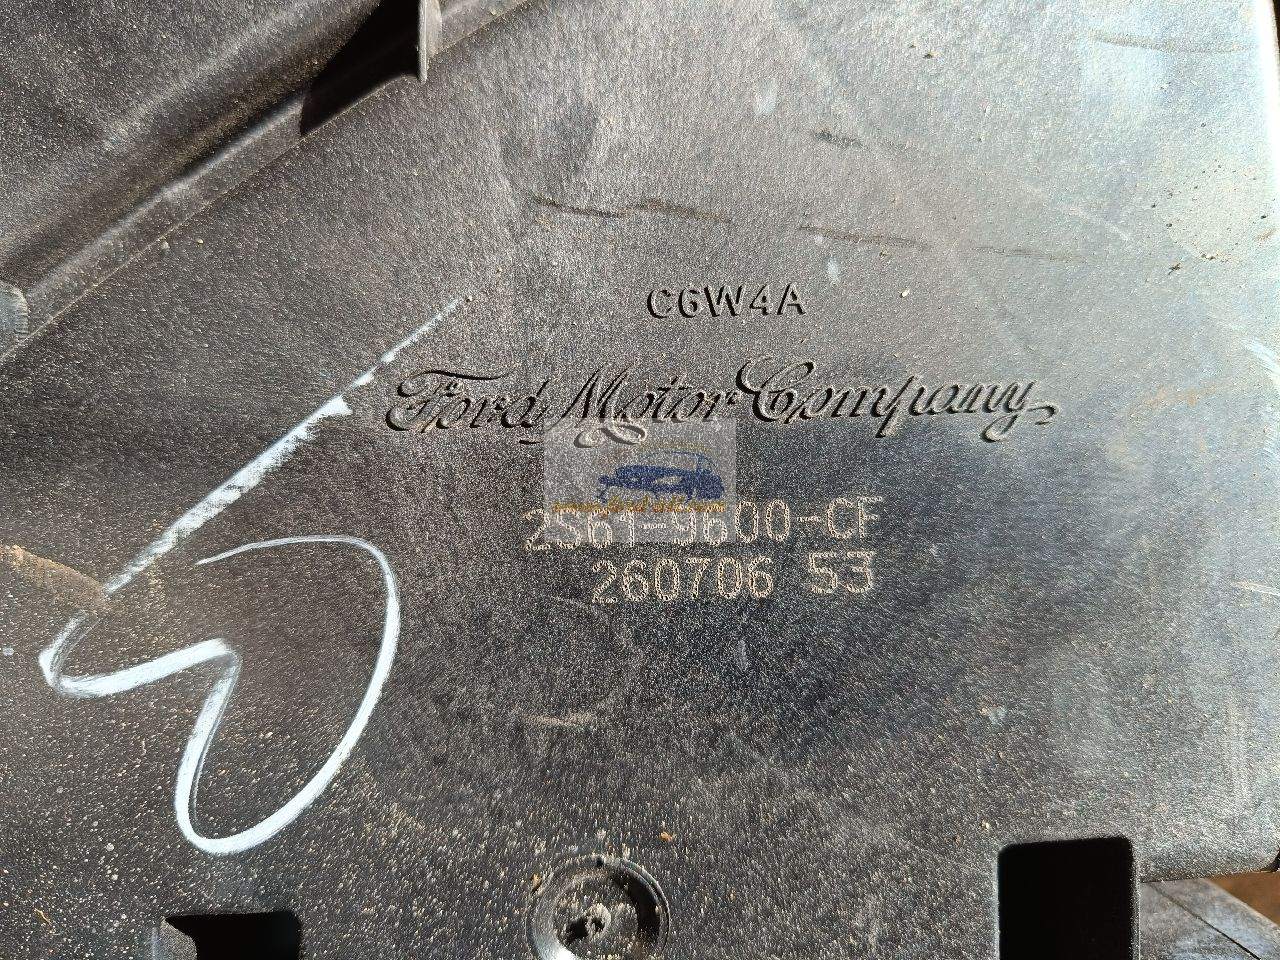 C6W4A
Ford Motor Company
2S61-9600-CF
260706 53